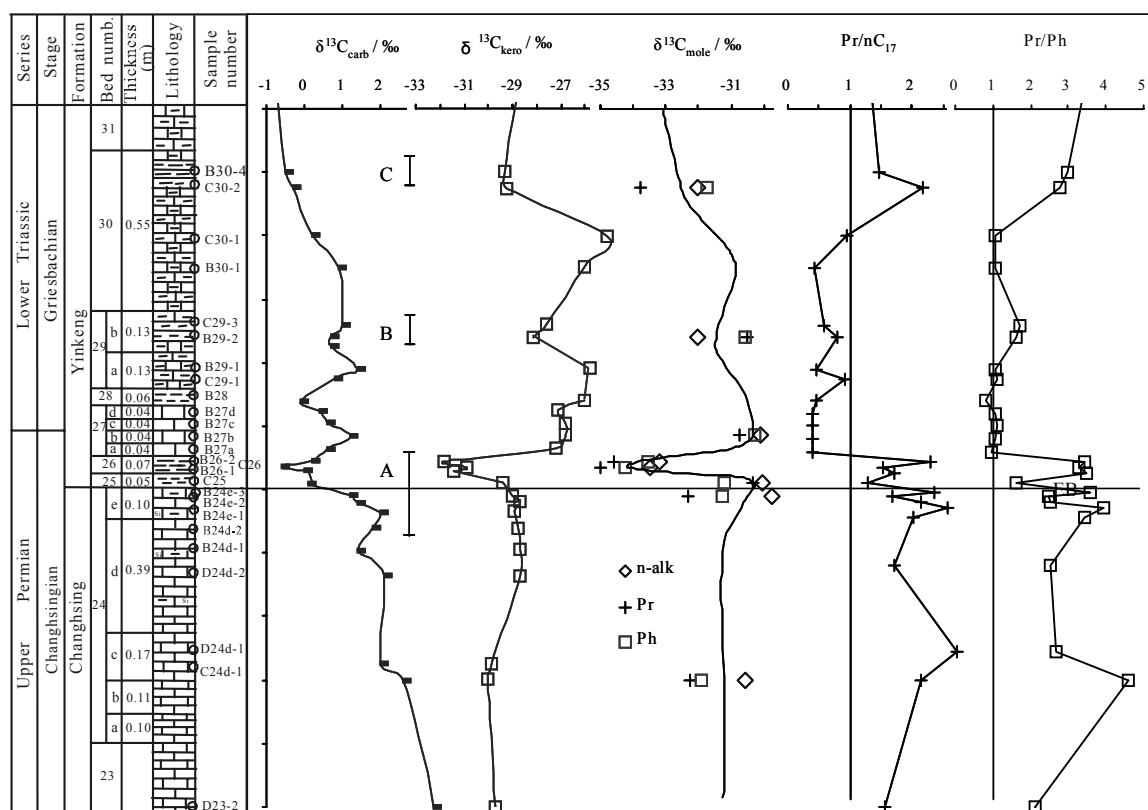 Series
Stage
Formation
Bed numb.
Thickness (m)
Lithology
Sample number
δ¹³Ccarb / ‰
δ ¹³Ckero / ‰
δ¹³Cmole / ‰
Pr/nC₁₇
Pr/Ph
-1 0 1 2 -33 -31 -29 -27 -35 -31 0 1 2 0 1 2 3 4 5
Lower Triassic
Upper Permian
Griesbachian
Changhsingian
Yinkeng
Changhsing
31
30 0.55
29
b 0.13
a 0.13
28 0.06
27
d 0.04
c 0.04
b 0.04
a 0.04
26 0.07
25 0.05
24
e 0.10
d 0.39
c 0.17
b 0.11
a 0.10
23
B30-4
C30-2
C30-1
B30-1
C29-3
B29-2
B29-1
C29-1
B28
B27d
B27c
B27b
B27a
B26-2
C26
B26-1
C25
B24e-3
B24e-2
B24e-1
B24d-2
B24d-1
D24d-2
D24d-1
C24d-1
D23-2
Si
Si
Si
C
B
A
EB
n-alk
Pr
Ph